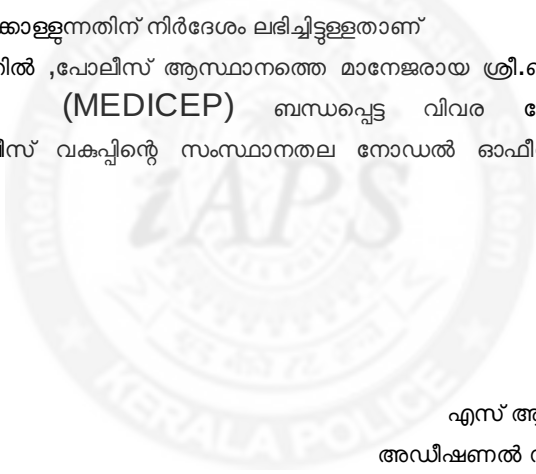 ക്കൊള്ളുന്നതിന് നിർദേശം ലഭിച്ചിട്ടുള്ളതാണ്
,പോലീസ് ആസ്ഥാനത്തെ മാനേജരായ ശ്രീ.
(MEDICEP) ബന്ധപ്പെട്ട വിവര
വകുപ്പിന്റെ സംസ്ഥാനതല നോഡൽ
എസ്
അഡീഷണൽ
iAPS
KERALA POLICE